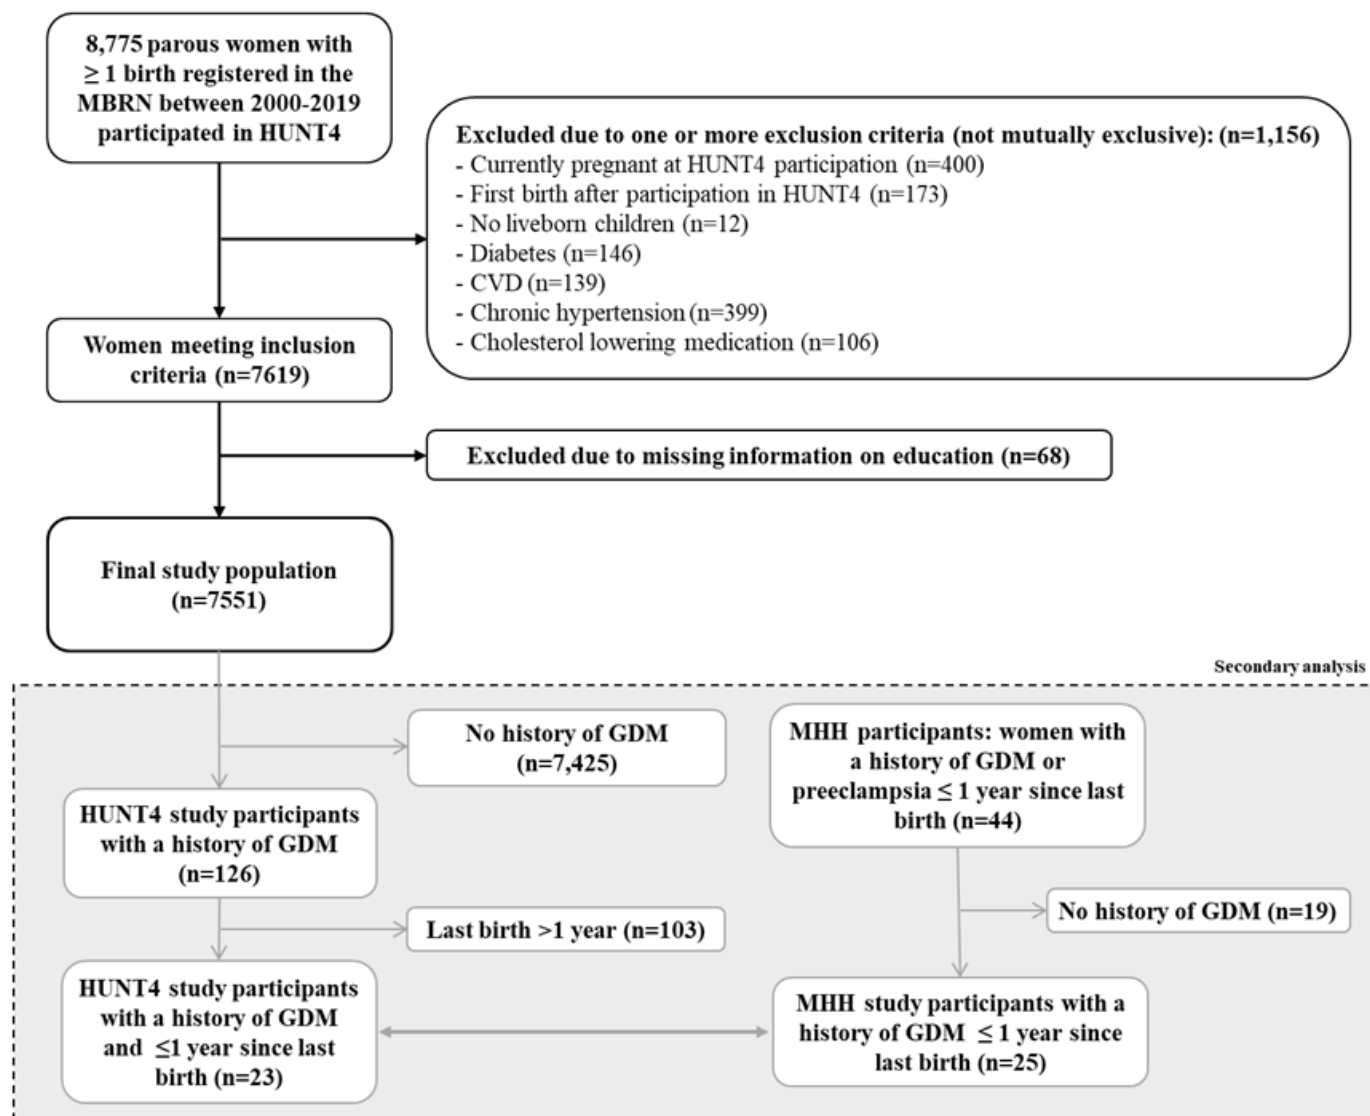 8,775 parous women with
≥ 1 birth registered in the
MBRN between 2000-2019
participated in HUNT4
Excluded due to one or more exclusion criteria (not mutually exclusive): (n=1,156)
- Currently pregnant at HUNT4 participation (n=400)
- First birth after participation in HUNT4 (n=173)
- No liveborn children (n=12)
- Diabetes (n=146)
- CVD (n=139)
- Chronic hypertension (n=399)
- Cholesterol lowering medication (n=106)
Women meeting inclusion
criteria (n=7619)
Excluded due to missing information on education (n=68)
Final study population
(n=7551)
Secondary analysis
No history of GDM
(n=7,425)
HUNT4 study participants
with a history of GDM
(n=126)
Last birth >1 year (n=103)
HUNT4 study participants
with a history of GDM
and ≤1 year since last
birth (n=23)
MHH participants: women with
a history of GDM or
preeclampsia ≤ 1 year since last
birth (n=44)
No history of GDM (n=19)
MHH study participants with a
history of GDM ≤ 1 year since
last birth (n=25)